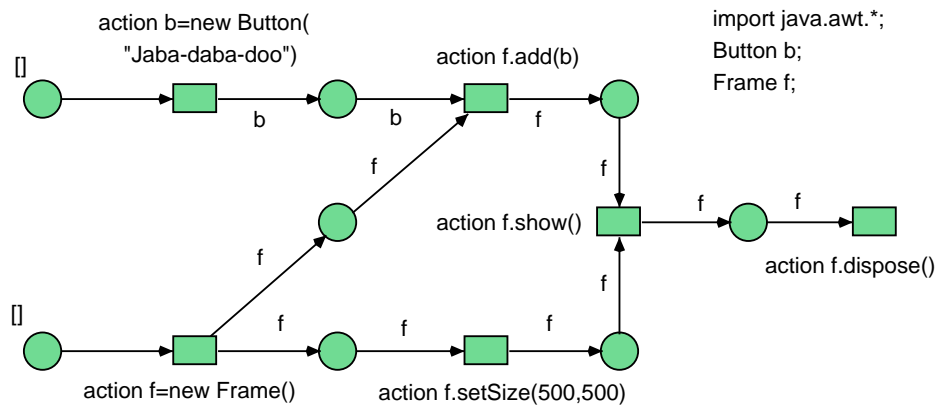 action b=new Button(
"Jaba-daba-doo")
import java.awt.*;
Button b;
Frame f;
[]
action f.add(b)
b
b
f
f
f
f
f
action f.show()
f
action f.dispose()
f
[]
f
f
f
action f=new Frame()
action f.setSize(500,500)